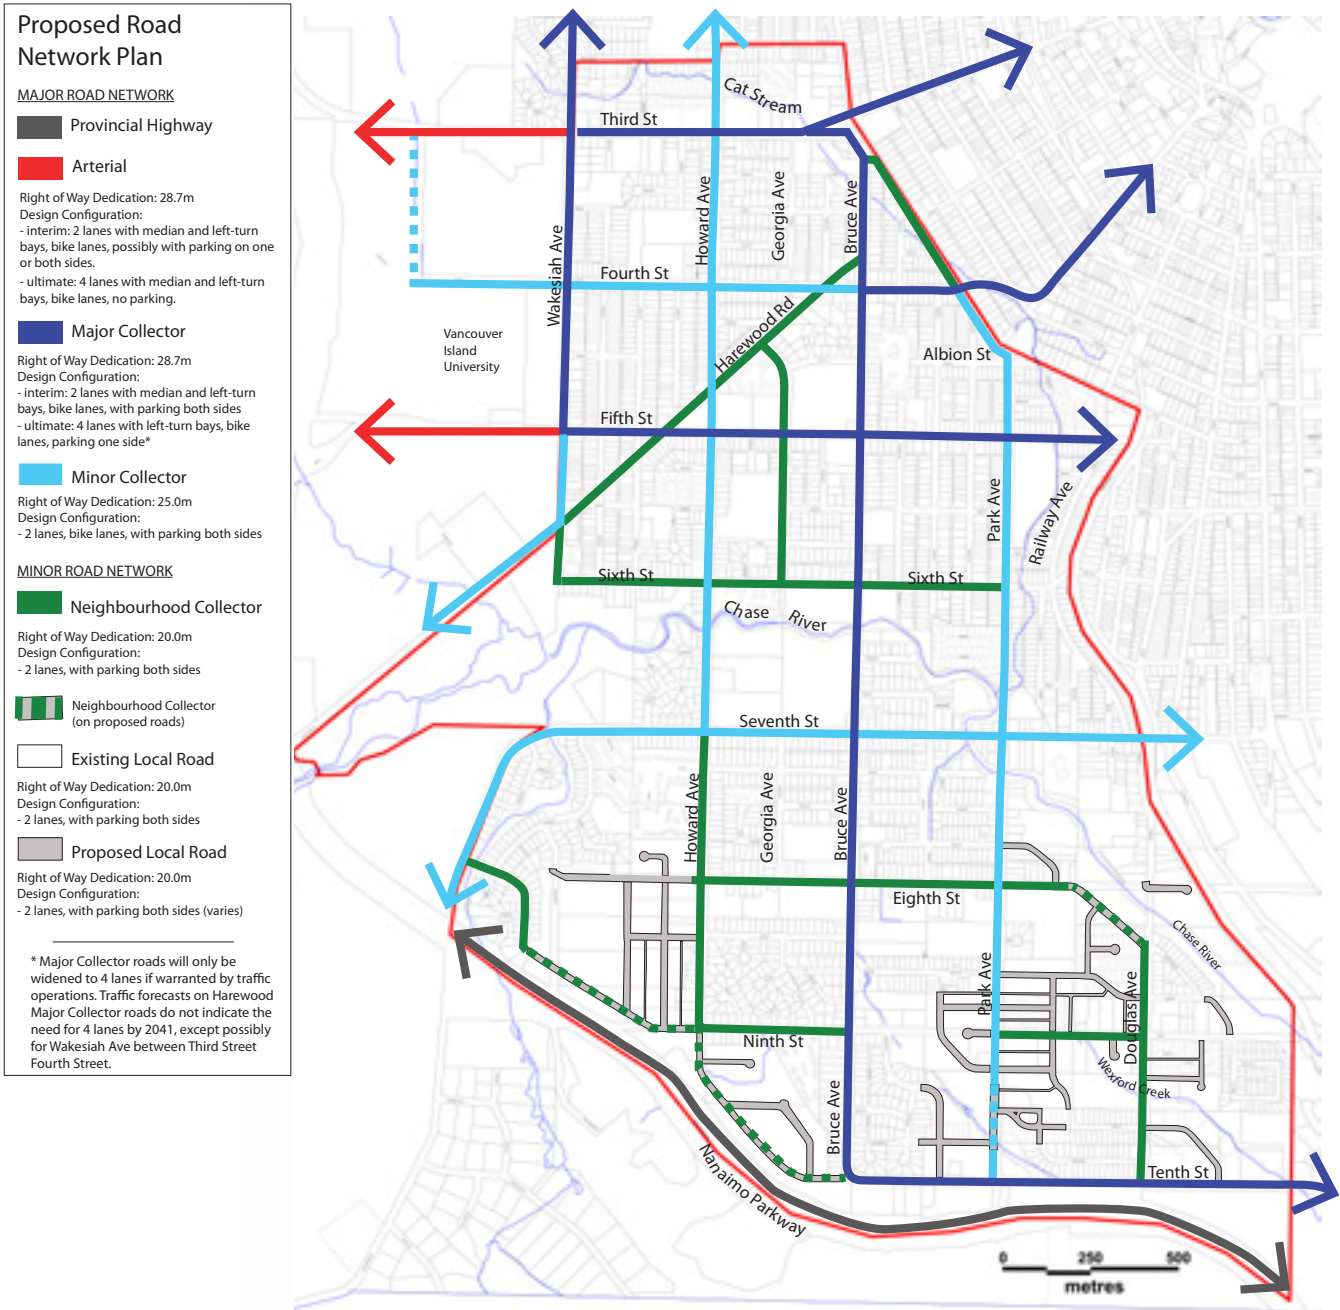 Proposed Road
Network Plan
MAJOR ROAD NETWORK
Provincial Highway
Arterial
Right of Way Dedication: 28.7m
Design Configuration:
- interim: 2 lanes with median and left-turn
bays, bike lanes, possibly with parking on one
or both sides.
- ultimate: 4 lanes with median and left-turn
bays, bike lanes, no parking.
Major Collector
Right of Way Dedication: 28.7m
Design Configuration:
- interim: 2 lanes with median and left-turn
bays, bike lanes, with parking both sides
- ultimate: 4 lanes with left-turn bays, bike
lanes, parking one side*
Minor Collector
Right of Way Dedication: 25.0m
Design Configuration:
- 2 lanes, bike lanes, with parking both sides
MINOR ROAD NETWORK
Neighbourhood Collector
Right of Way Dedication: 20.0m
Design Configuration:
- 2 lanes, with parking both sides
Neighbourhood Collector
(on proposed roads)
Existing Local Road
Right of Way Dedication: 20.0m
Design Configuration:
- 2 lanes, with parking both sides
Proposed Local Road
Right of Way Dedication: 20.0m
Design Configuration:
- 2 lanes, with parking both sides (varies)
* Major Collector roads will only be
widened to 4 lanes if warranted by traffic
operations. Traffic forecasts on Harewood
Major Collector roads do not indicate the
need for 4 lanes by 2041, except possibly
for Wakesiah Ave between Third Street
Fourth Street.
Cat Stream
Third St
Howard Ave
Georgia Ave
Bruce Ave
Wakesiah Ave
Fourth St
Harewood Rd
Vancouver
Island
University
Albion St
Fifth St
Park Ave
Railway Ave
Sixth St
Sixth St
Chase River
Seventh St
Howard Ave
Georgia Ave
Bruce Ave
Eighth St
Chase River
Park Ave
Douglas Ave
Ninth St
Wexford Creek
Bruce Ave
Tenth St
Nanaimo Parkway
0 250 500
metres